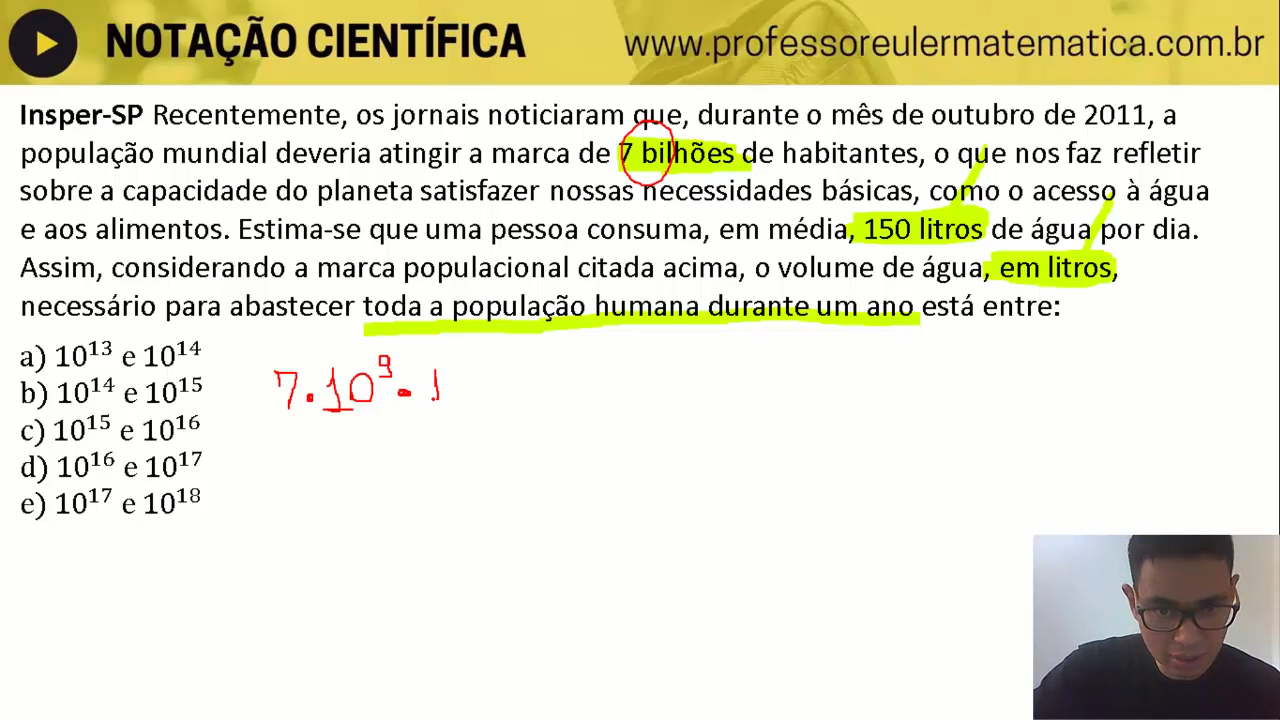 NOTAÇÃO CIENTÍFICA
www.professoreulermatematica.com.br
Insper-SP Recentemente, os jornais noticiaram que, durante o mês de outubro de 2011, a
população mundial deveria atingir a marca de 7 bilhões de habitantes, o que nos faz refletir
sobre a capacidade do planeta satisfazer nossas necessidades básicas, como o acesso à água
e aos alimentos. Estima-se que uma pessoa consuma, em média, 150 litros de água por dia.
Assim, considerando a marca populacional citada acima, o volume de água, em litros,
necessário para abastecer toda a população humana durante um ano está entre:
a) 10¹³ e 10¹⁴
b) 10¹⁴ e 10¹⁵
c) 10¹⁵ e 10¹⁶
d) 10¹⁶ e 10¹⁷
e) 10¹⁷ e 10¹⁸
7.10⁹.1